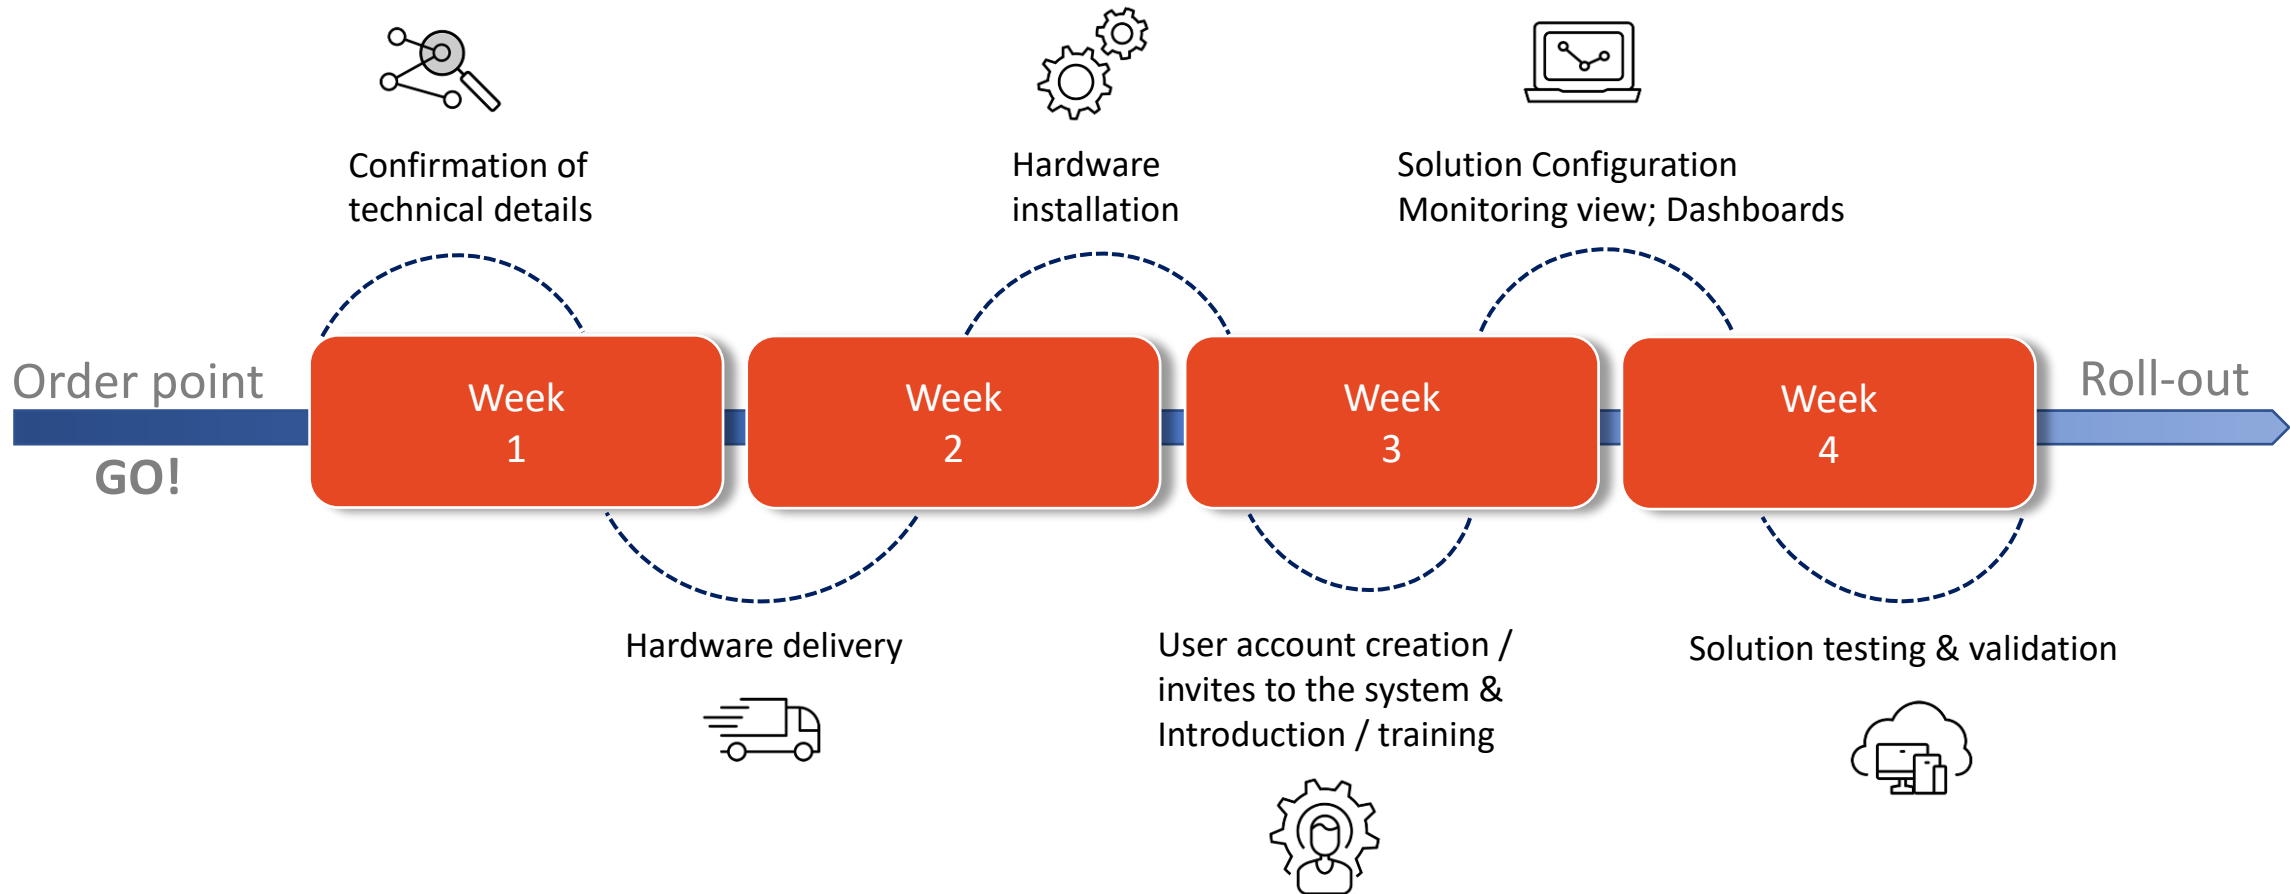 Confirmation of
technical details
Hardware
installation
Solution Configuration
Monitoring view; Dashboards
Order point
GO!
Week
1
Week
2
Week
3
Week
4
Roll-out
Hardware delivery
User account creation /
invites to the system &
Introduction / training
Solution testing & validation